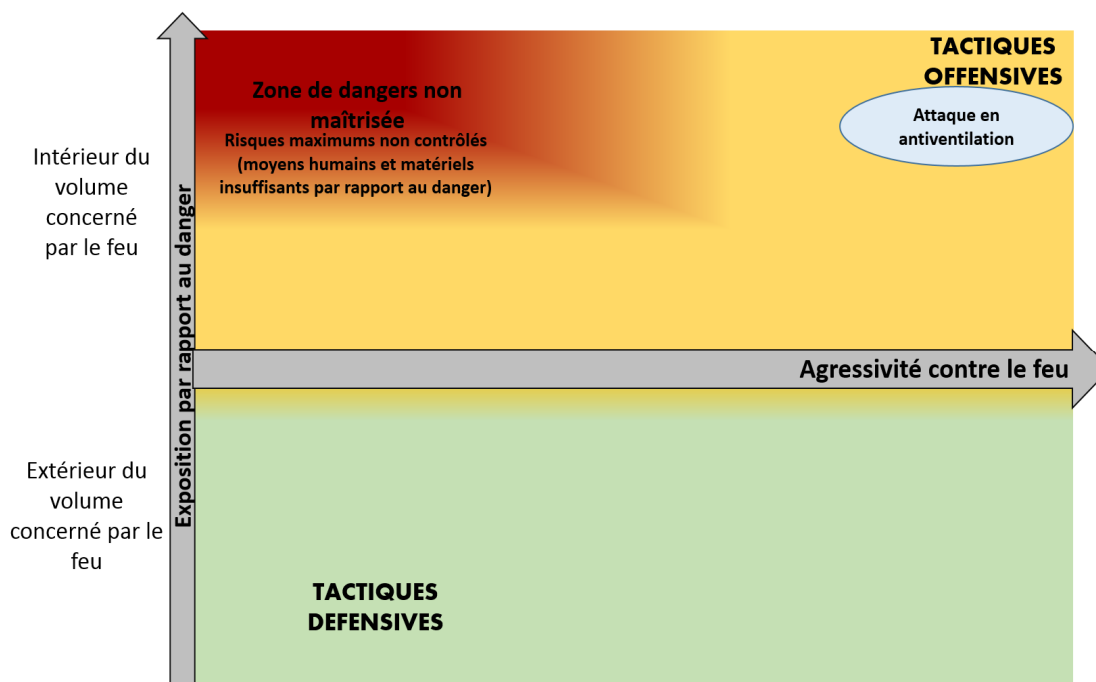 TACTIQUES
OFFENSIVES
Zone de dangers non
maîtrisée
Risques maximums non contrôlés
(moyens humains et matériels
insuffisants par rapport au danger)
Attaque en
antiventilation
Intérieur du
volume
concerné
par le feu
Exposition par rapport au danger
Agressivité contre le feu
Extérieur du
volume
concerné par le
feu
TACTIQUES
DEFENSIVES